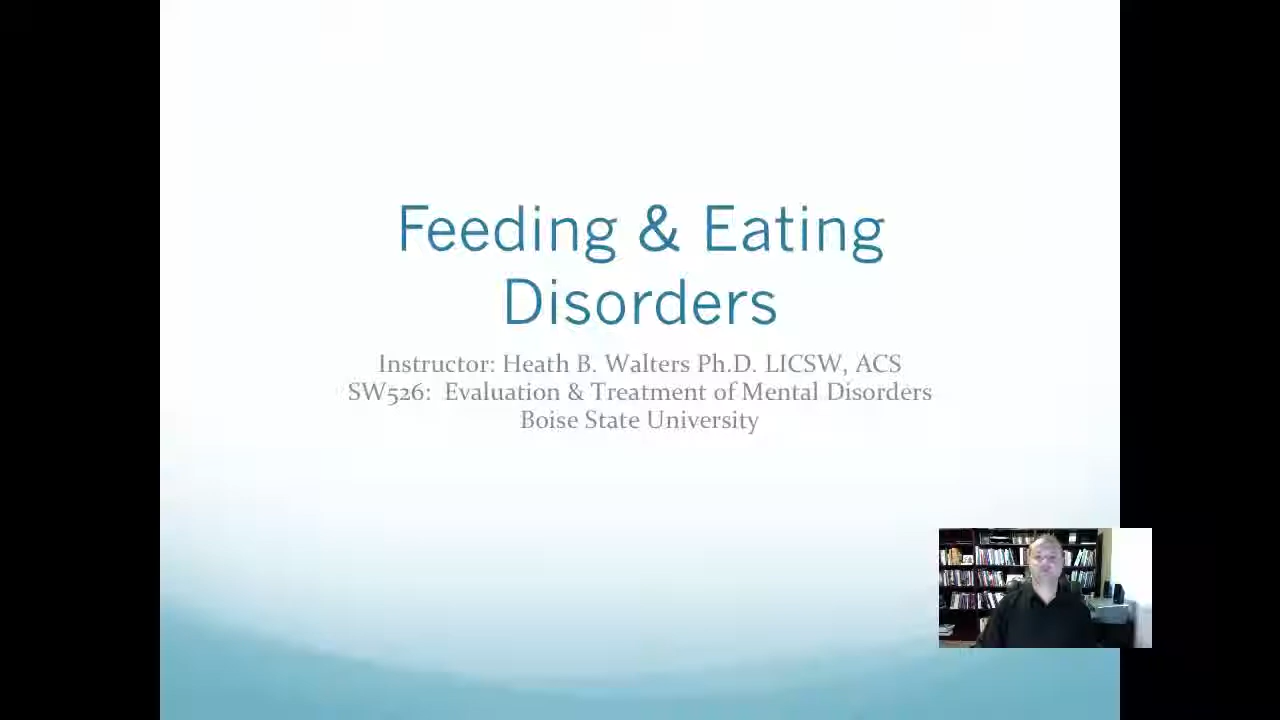 Feeding & Eating
Disorders
Instructor: Heath B. Walters Ph.D. LICSW, ACS
SW526: Evaluation & Treatment of Mental Disorders
Boise State University